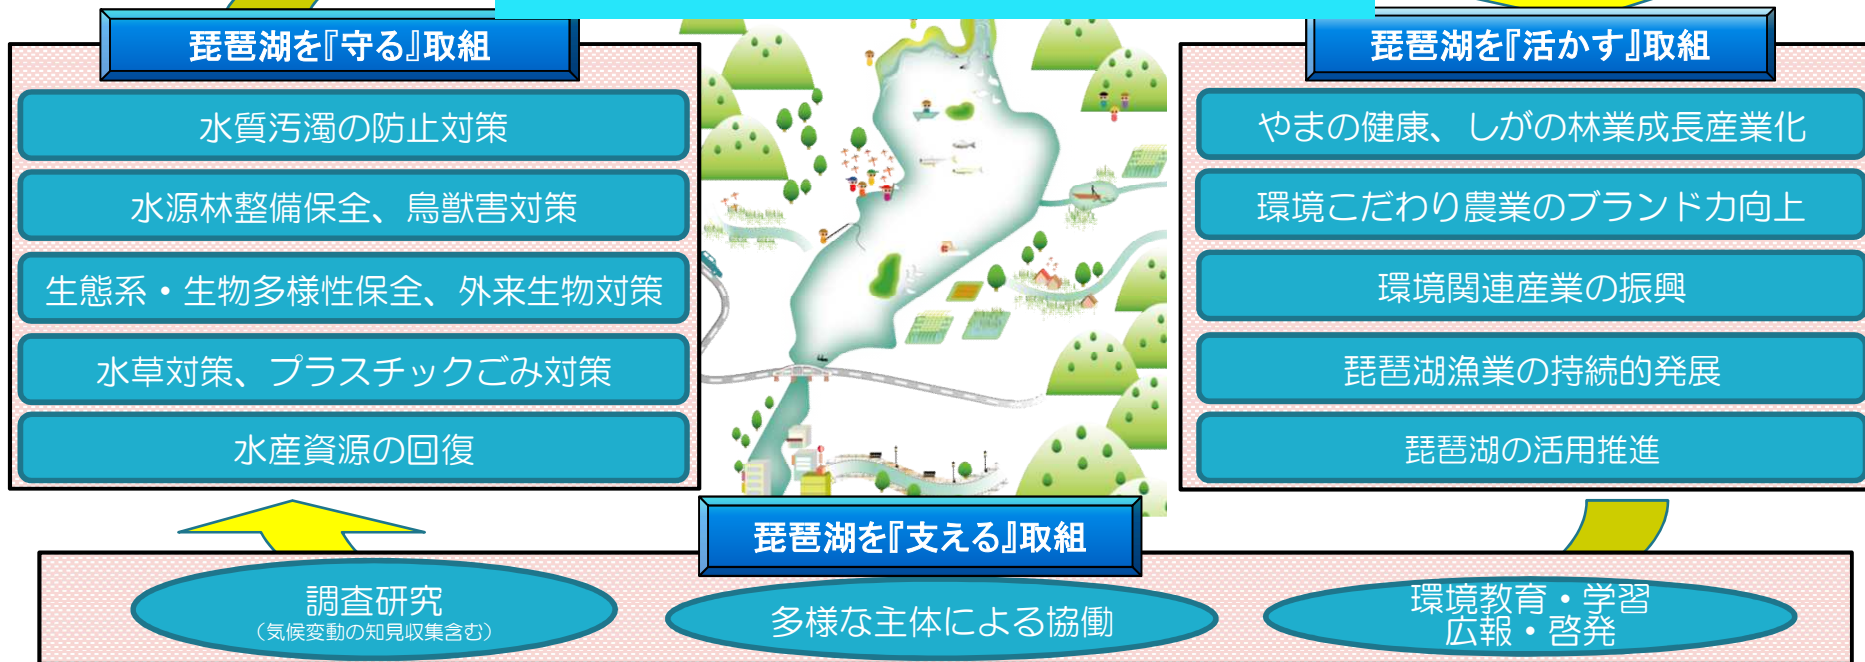 琵琶湖を『守る』取組
水質汚濁の防止対策
水源林整備保全、鳥獣害対策
生態系・生物多様性保全、外来生物対策
水草対策、プラスチックごみ対策
水産資源の回復
琵琶湖を『活かす』取組
やまの健康、しがの林業成長産業化
環境こだわり農業のブランド力向上
環境関連産業の振興
琵琶湖漁業の持続的発展
琵琶湖の活用推進
琵琶湖を『支える』取組
調査研究
（気候変動の知見収集含む）
多様な主体による協働
環境教育・学習
広報・啓発